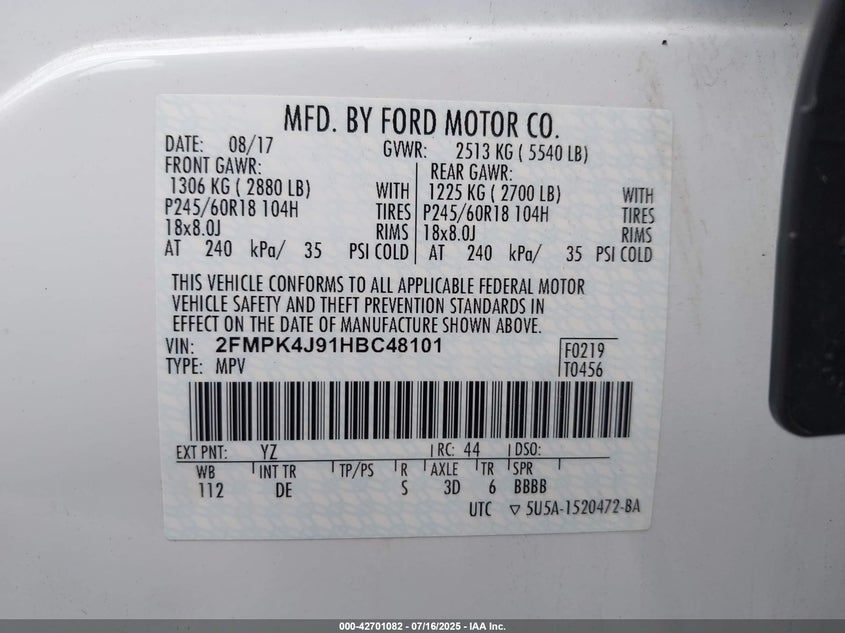 MFD. BY FORD MOTOR CO.
DATE: 08/17 GVWR: 2513 KG ( 5540 LB)
FRONT GAWR: REAR GAWR:
1306 KG ( 2880 LB) WITH 1225 KG ( 2700 LB) WITH
P245/60R18 104H TIRES P245/60R18 104H TIRES
18x8.0J RIMS 18x8.0J RIMS
AT 240 kPa/ 35 PSI COLD AT 240 kPa/ 35 PSI COLD
THIS VEHICLE CONFORMS TO ALL APPLICABLE FEDERAL MOTOR
VEHICLE SAFETY AND THEFT PREVENTION STANDARDS IN
EFFECT ON THE DATE OF MANUFACTURE SHOWN ABOVE.
VIN: 2FMPK4J91HBC48101 F0219
TYPE: MPV T0456
EXT PNT: YZ RC: 44 DSO:
WB INT TR TP/PS R AXLE TR SPR
112 DE S 3D 6 BBBB
UTC ▽ 5U5A-1520472-BA
000-42701082 - 07/16/2025 - IAA Inc.